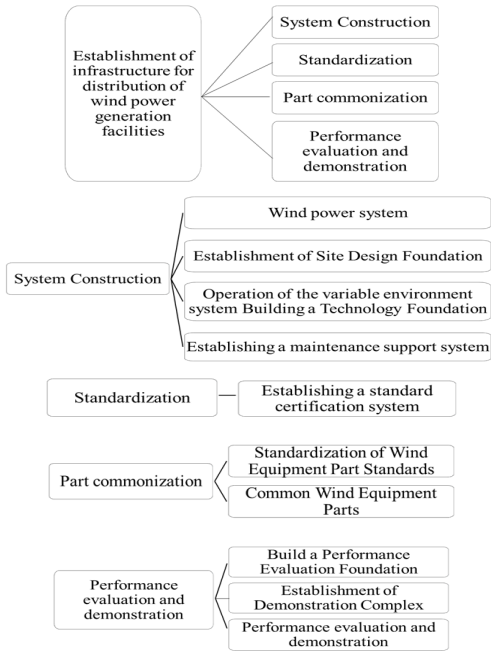 Establishment of
infrastructure for
distribution of
wind power
generation
facilities
System Construction
Standardization
Part commonization
Performance
evaluation and
demonstration
System Construction
Wind power system
Establishment of Site Design Foundation
Operation of the variable environment
system Building a Technology Foundation
Establishing a maintenance support system
Standardization
Establishing a standard
certification system
Part commonization
Standardization of Wind
Equipment Part Standards
Common Wind Equipment
Parts
Performance
evaluation and
demonstration
Build a Performance
Evaluation Foundation
Establishment of
Demonstration Complex
Performance evaluation and
demonstration